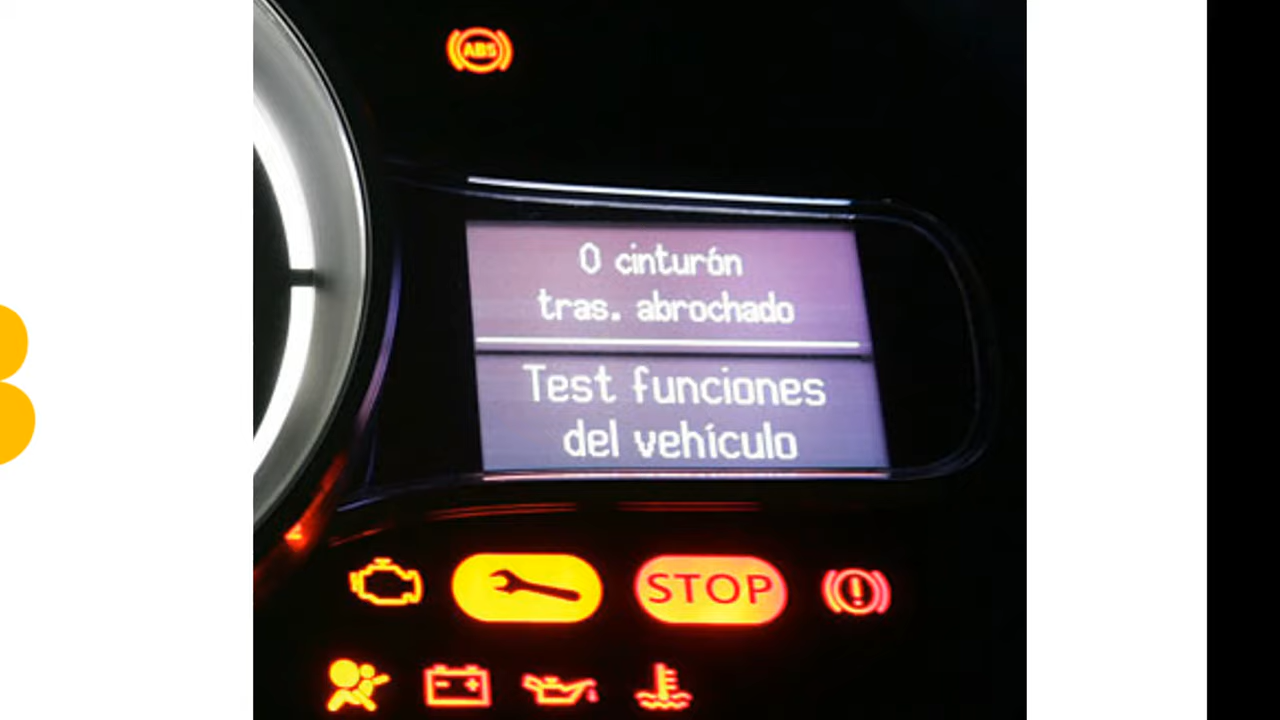 ABS
0 cinturón
tras. abrochado
Test funciones
del vehículo
STOP